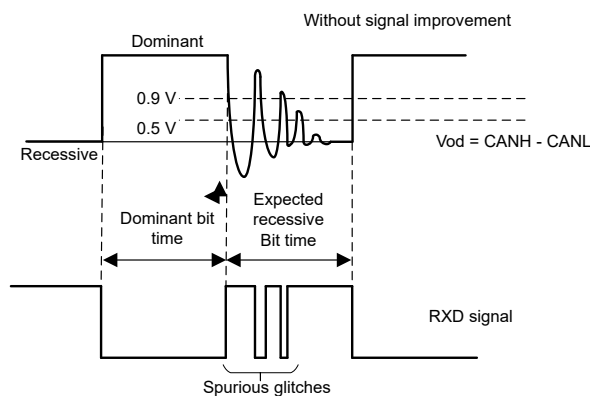 Without signal improvement
Dominant
0.9 V
0.5 V
Recessive
Vod = CANH - CANL
Dominant bit
time
Expected
recessive
Bit time
RXD signal
Spurious glitches